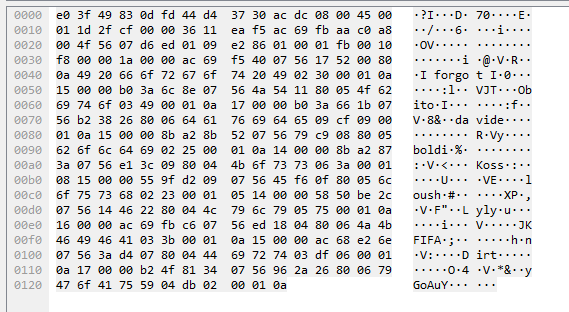 0000 e0 3f 49 83 0d fd 44 d4 37 30 ac dc 08 00 45 00 ·?I···D· 70····E·
0010 01 1d 2f cf 00 00 36 11 ea f5 ac 69 fb aa c0 a8 ··/···6· ···i····
0020 00 4f 56 07 d6 ed 01 09 e2 86 01 00 01 fb 00 10 ·OV····· ········
0030 f8 00 00 1a 00 00 00 ac 69 f5 40 07 56 17 52 00 80 ········i·@·V·R··
0040 0a 49 20 66 6f 72 67 6f 74 20 49 02 30 00 01 0a ·I forgo t I·0···
0050 15 00 00 b0 3a 6c 8e 07 56 4a 54 11 80 05 4f 62 ····:l·· VJT···Ob
0060 69 74 6f 03 49 00 01 0a 17 00 00 b0 3a 66 1b 07 ito·I··· ····:f··
0070 56 b2 38 26 80 06 64 61 76 69 64 65 09 cf 09 00 V·8&··da vide····
0080 01 0a 15 00 00 8b a2 8b 52 07 56 79 c9 08 80 05 ········ R·Vy····
0090 62 6f 6c 64 69 02 25 00 01 0a 14 00 00 8b a2 87 boldi·%· ········
00a0 3a 07 56 e1 3c 09 80 04 4b 6f 73 73 06 3a 00 01 :·V·<··· Koss·:··
00b0 08 15 00 00 55 9f d2 09 07 56 45 f6 0f 80 05 6c ····U··· ·VE····l
00c0 6f 75 73 68 02 23 00 01 05 14 00 00 58 50 be 2c oush·#·· ····XP·,
00d0 07 56 14 46 22 80 04 4c 79 6c 79 05 75 00 01 0a ·V·F"··L yly·u···
00e0 16 00 00 ac 69 fb c6 07 56 ed 18 04 80 06 4a 4b ····i··· V·····JK
00f0 46 49 46 41 03 3b 00 01 0a 15 00 00 ac 68 e2 6e FIFA·;·· ·····h·n
0100 07 56 3a d4 07 80 04 44 69 72 74 03 df 06 00 01 ·V:····D irt·····
0110 0a 17 00 00 b2 4f 81 34 07 56 96 2a 26 80 06 79 ·····O·4 ·V·*&··y
0120 47 6f 41 75 59 04 db 02 00 01 0a GoAuY··· ···